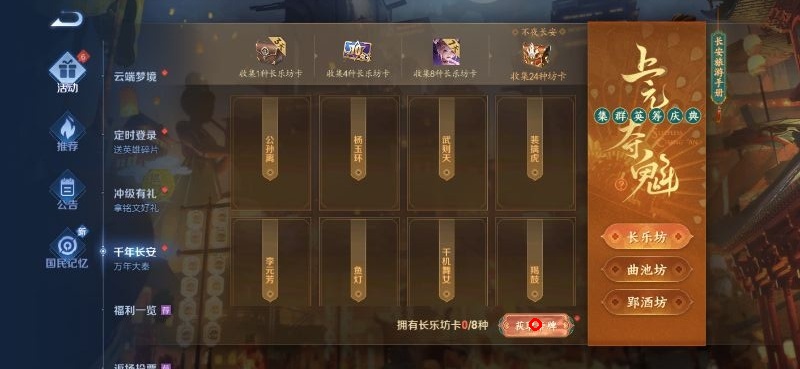 活动
推荐
公告
新
国民记忆
云端梦境
定时登录
送英雄碎片
冲级有礼
拿铭文好礼
千年长安
万年大秦
福利一览
荐
返场投票
收集1种长乐坊卡
收集4种长乐坊卡
收集8种长乐坊卡
不夜长安
收集24种坊卡
公孙离
杨玉环
武则天
裴擒虎
李元芳
鱼灯
千机舞女
羯鼓
拥有长乐坊卡0/8种
上元夺魁
集群英筹庆典
长乐坊
曲池坊
郢酒坊
长安旅游手册